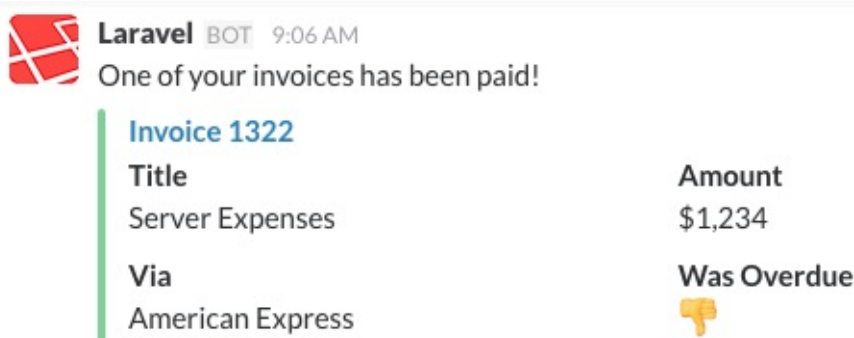 Laravel BOT 9:06 AM
One of your invoices has been paid!
Invoice 1322
Title Amount
Server Expenses $1,234
Via Was Overdue
American Express 👎